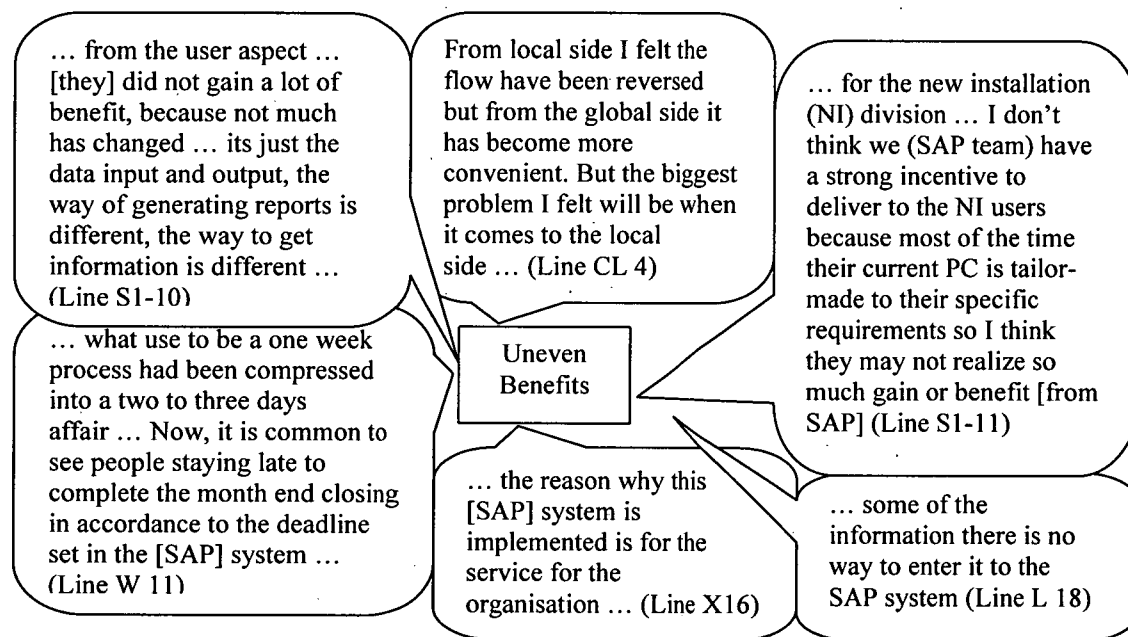 ... from the user aspect ...
[they] did not gain a lot of
benefit, because not much
has changed ... its just the
data input and output, the
way of generating reports is
different, the way to get
information is different ...
(Line S1-10)
From local side I felt the
flow have been reversed
but from the global side it
has become more
convenient. But the biggest
problem I felt will be when
it comes to the local
side ... (Line CL 4)
... for the new installation
(NI) division ... I don't
think we (SAP team) have
a strong incentive to
deliver to the NI users
because most of the time
their current PC is tailor-
made to their specific
requirements so I think
they may not realize so
much gain or benefit [from
SAP] (Line S1-11)
Uneven
Benefits
... what use to be a one week
process had been compressed
into a two to three days
affair ... Now, it is common to
see people staying late to
complete the month end closing
in accordance to the deadline
set in the [SAP] system ...
(Line W 11)
... the reason why this
[SAP] system is
implemented is for the
service for the
organisation ... (Line X16)
... some of the
information there is no
way to enter it to the
SAP system (Line L 18)